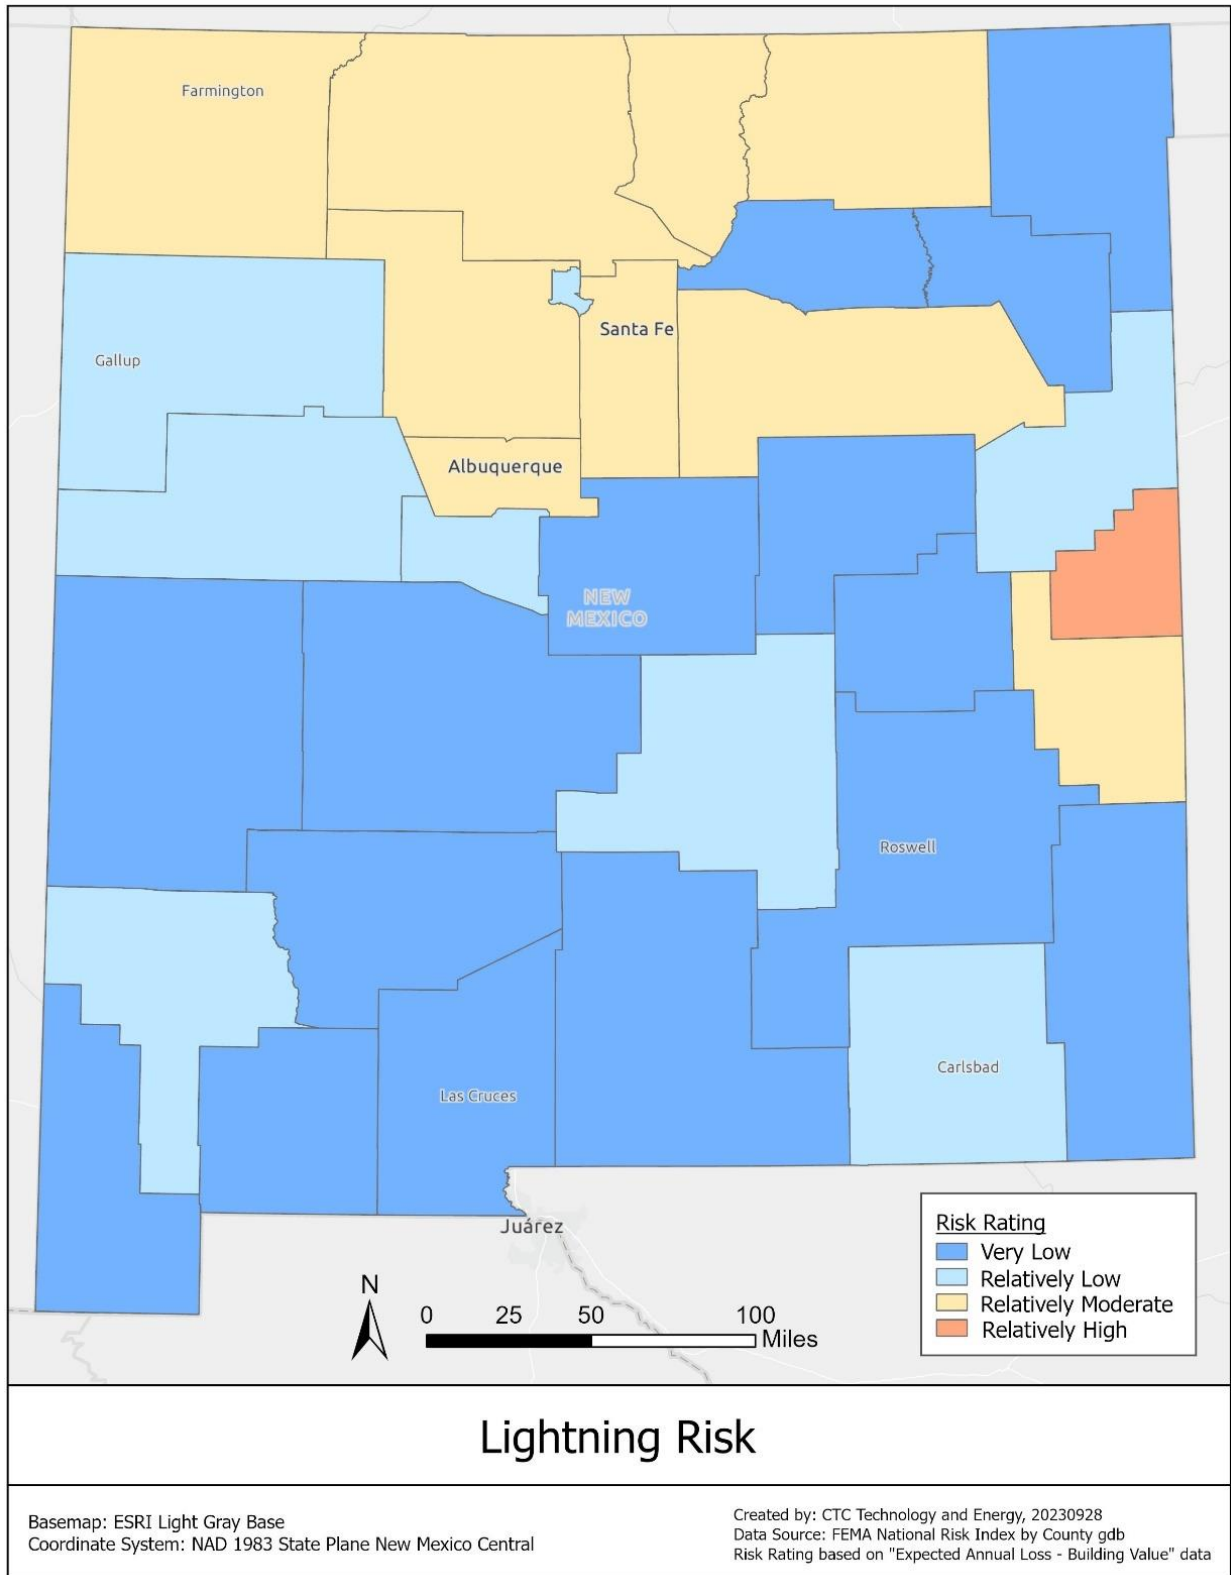 Farmington
Santa Fe
Gallup
Albuquerque
NEW
MEXICO
Roswell
Carlsbad
Las Cruces
Juárez
Risk Rating
Very Low
Relatively Low
Relatively Moderate
Relatively High
N
0 25 50 100
Miles
Lightning Risk
Basemap: ESRI Light Gray Base
Coordinate System: NAD 1983 State Plane New Mexico Central
Created by: CTC Technology and Energy, 20230928
Data Source: FEMA National Risk Index by County gdb
Risk Rating based on "Expected Annual Loss - Building Value" data